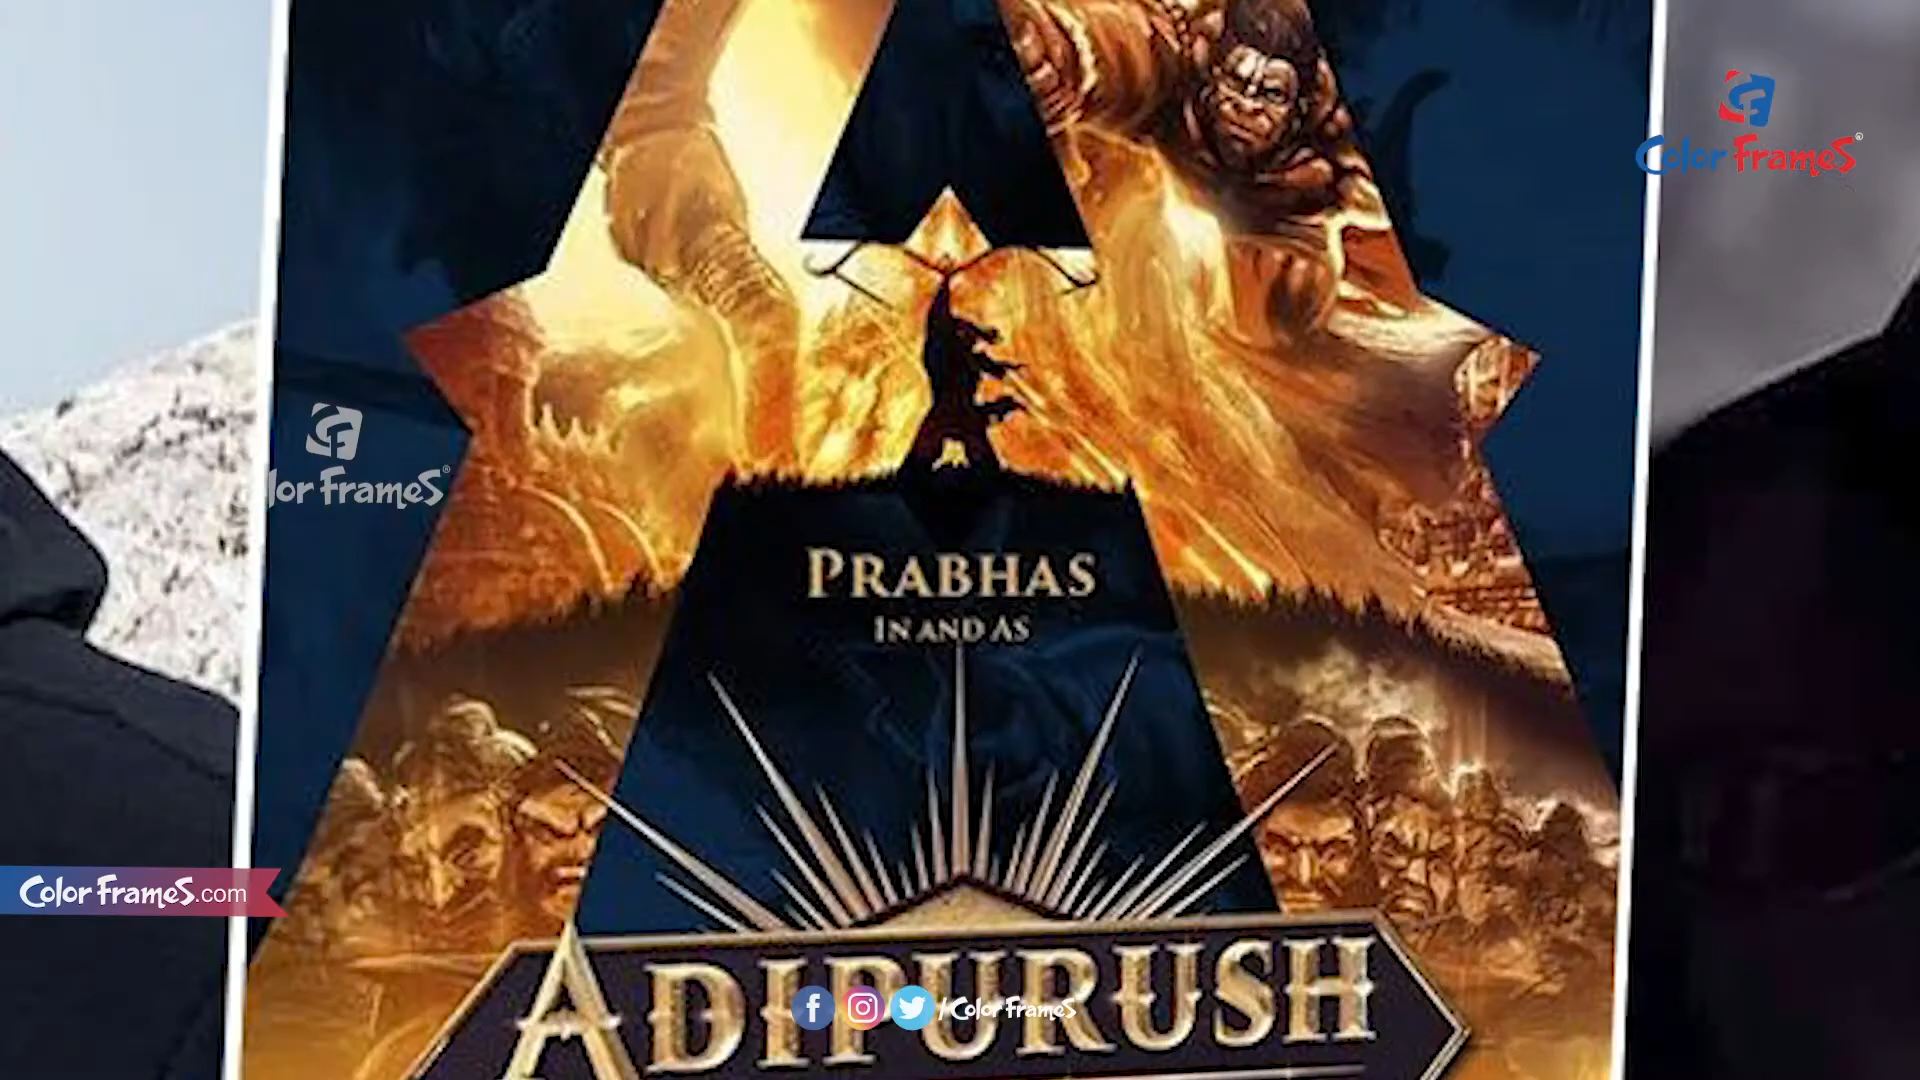 Color FrameS
lor FrameS
PRABHAS
IN AND AS
Color FrameS.com
ADIPURUSH
/Color FrameS